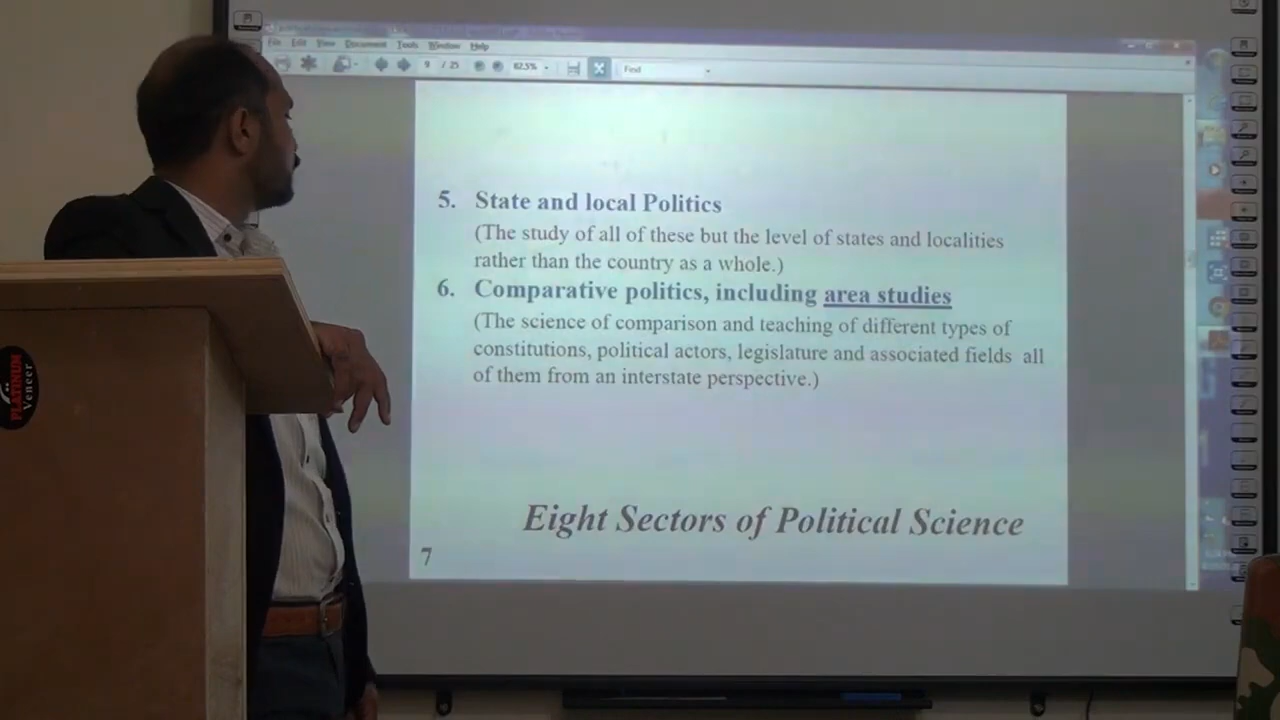 File Edit View Document Tools Window Help
9 / 25 62.5% Find
5. State and local Politics
(The study of all of these but the level of states and localities
rather than the country as a whole.)
6. Comparative politics, including area studies
(The science of comparison and teaching of different types of
constitutions, political actors, legislature and associated fields all
of them from an interstate perspective.)
Eight Sectors of Political Science
7
PLATINUM
Veneer